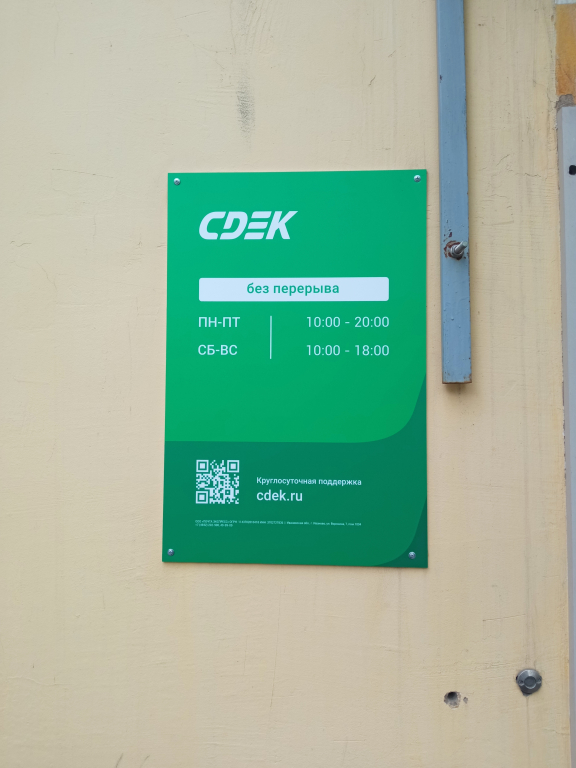 CDEK
без перерыва
ПН-ПТ 10:00 - 20:00
СБ-ВС 10:00 - 18:00
Круглосуточная поддержка
cdek.ru